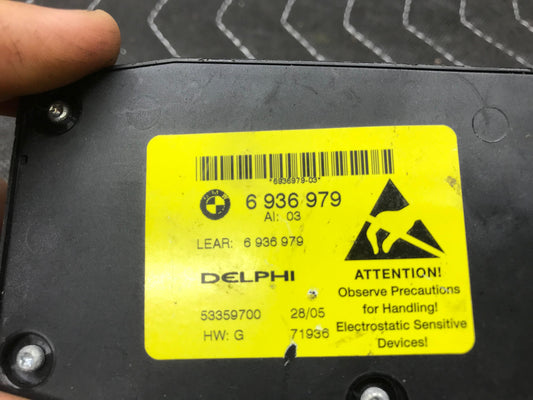 *6936979-03*
BMW
6 936 979
AI: 03
LEAR: 6 936 979
DELPHI
53359700 28/05
HW: G 71936
ATTENTION!
Observe Precautions
for Handling!
Electrostatic Sensitive
Devices!